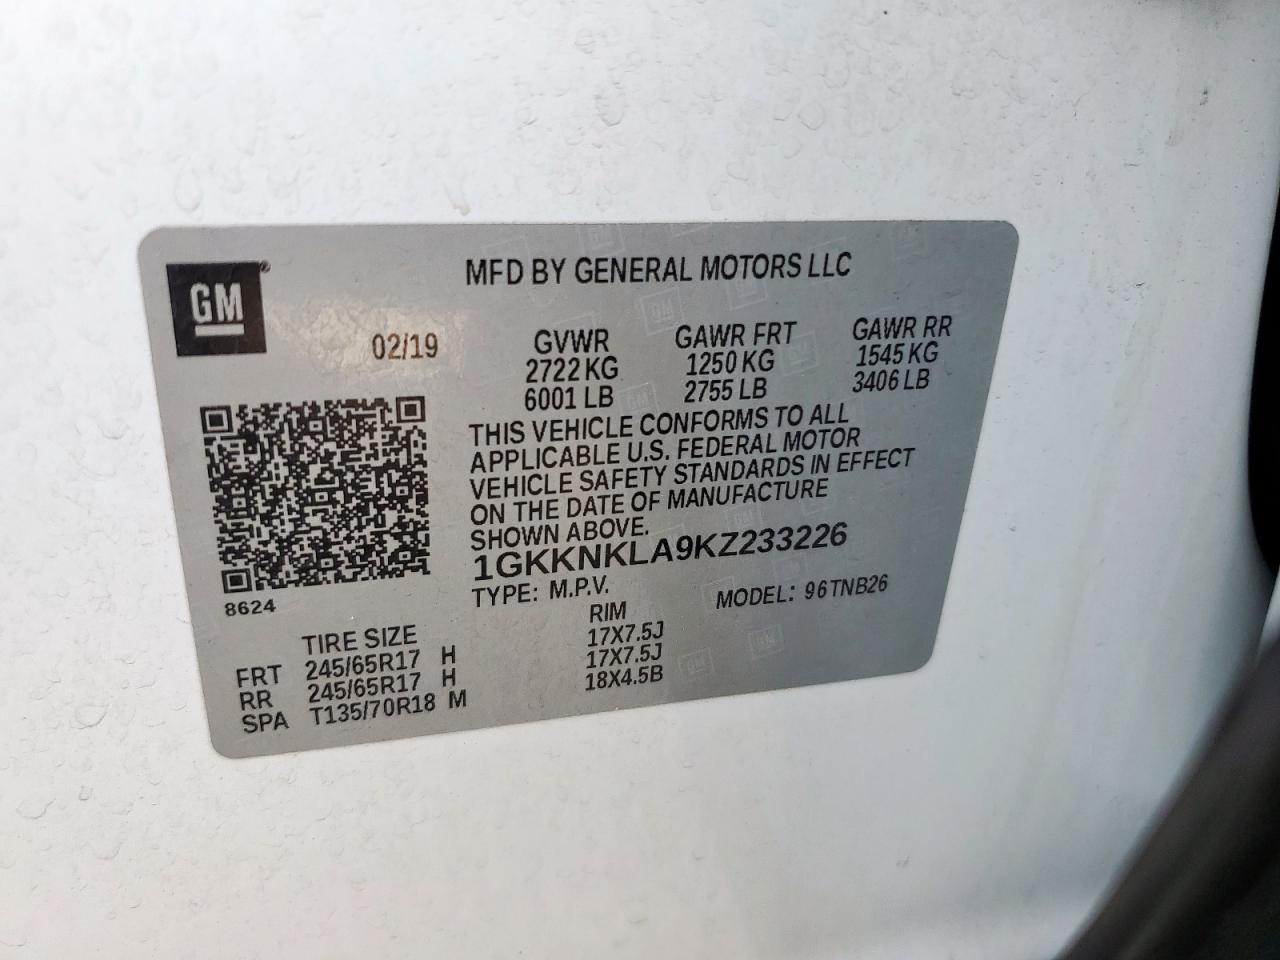 GM
MFD BY GENERAL MOTORS LLC
02/19
GVWR GAWR FRT GAWR RR
2722 KG 1250 KG 1545 KG
6001 LB 2755 LB 3406 LB
THIS VEHICLE CONFORMS TO ALL
APPLICABLE U.S. FEDERAL MOTOR
VEHICLE SAFETY STANDARDS IN EFFECT
ON THE DATE OF MANUFACTURE
SHOWN ABOVE.
1GKKNKLA9KZ233226
TYPE: M.P.V. MODEL: 96TNB26
8624
TIRE SIZE RIM
FRT 245/65R17 H 17X7.5J
RR 245/65R17 H 17X7.5J
SPA T135/70R18 M 18X4.5B